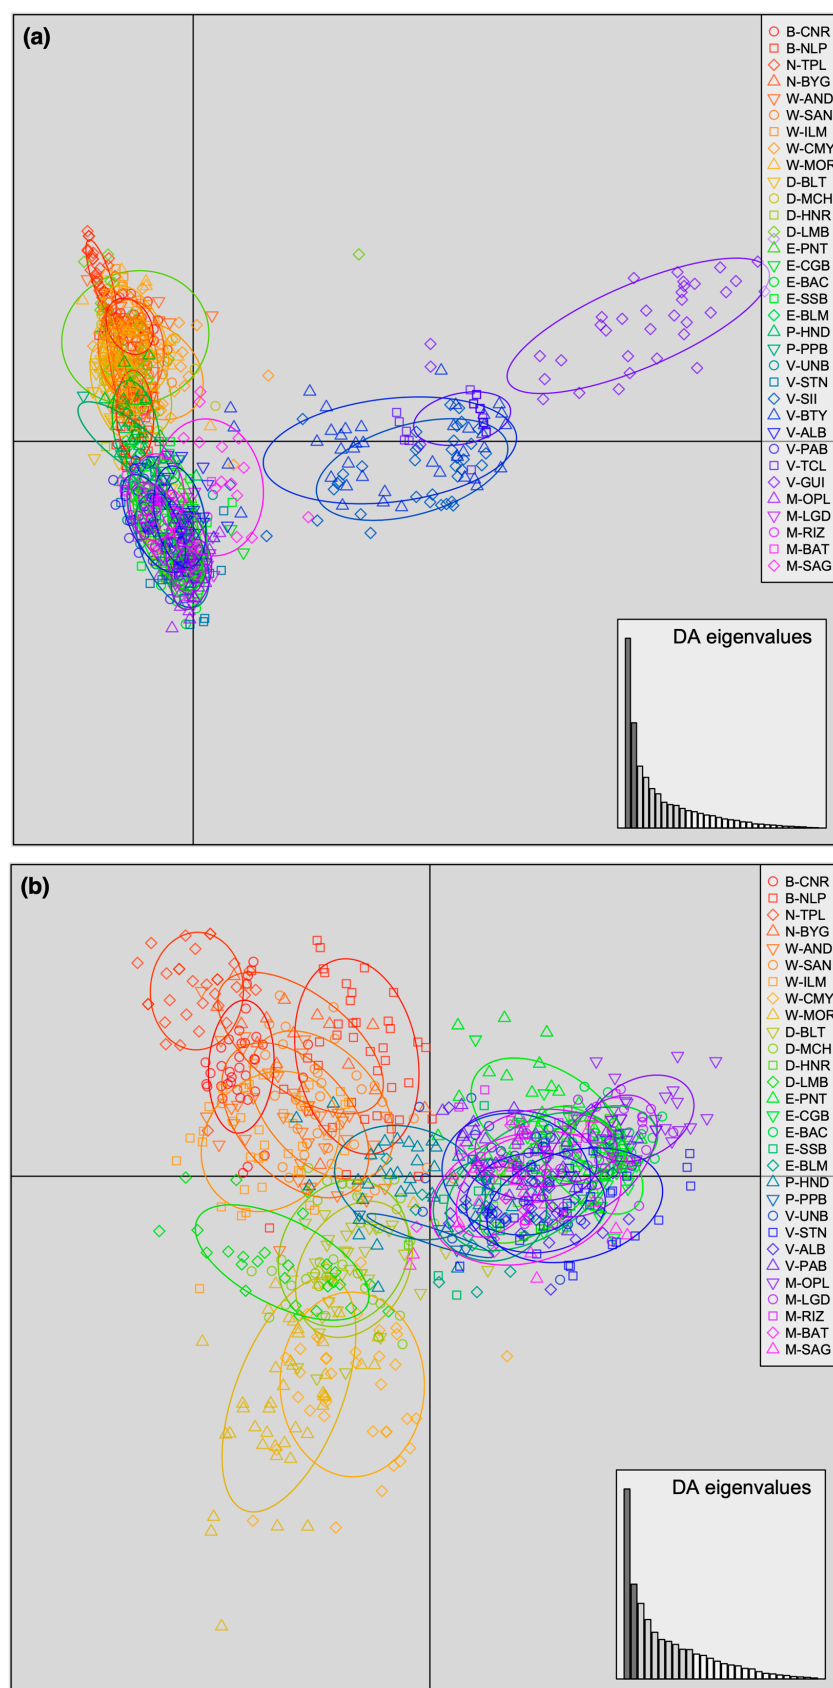 (a)
B-CNR
B-NLP
N-TPL
N-BYG
W-AND
W-SAN
W-ILM
W-CMY
W-MOR
D-BLT
D-MCH
D-HNR
D-LMB
E-PNT
E-CGB
E-BAC
E-SSB
E-BLM
P-HND
P-PPB
V-UNB
V-STN
V-SII
V-BTY
V-ALB
V-PAB
V-TCL
V-GUI
M-OPL
M-LGD
M-RIZ
M-BAT
M-SAG
DA eigenvalues
(b)
B-CNR
B-NLP
N-TPL
N-BYG
W-AND
W-SAN
W-ILM
W-CMY
W-MOR
D-BLT
D-MCH
D-HNR
D-LMB
E-PNT
E-CGB
E-BAC
E-SSB
E-BLM
P-HND
P-PPB
V-UNB
V-STN
V-ALB
V-PAB
M-OPL
M-LGD
M-RIZ
M-BAT
M-SAG
DA eigenvalues